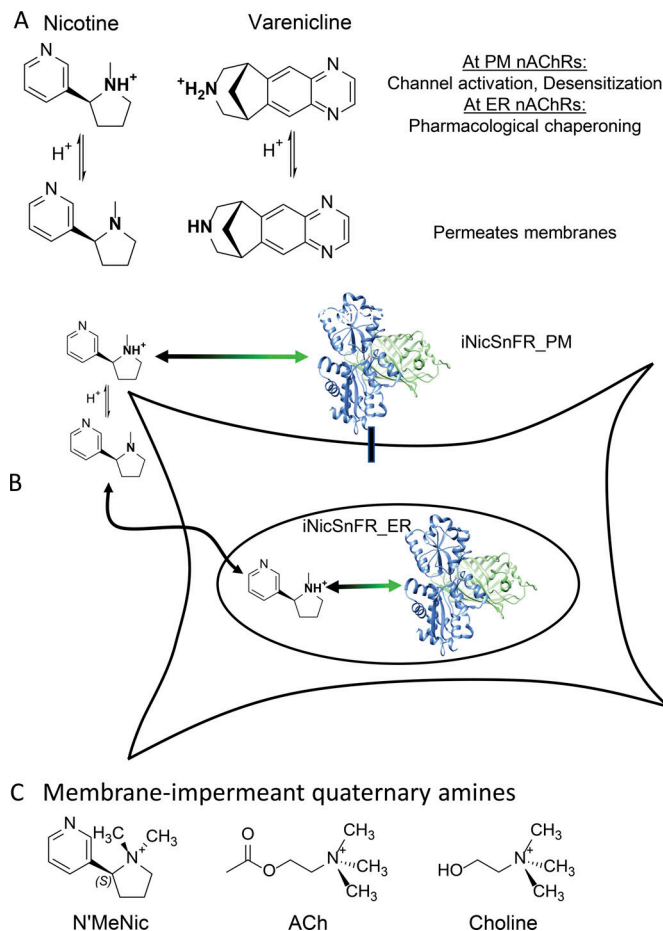 A
Nicotine
Varenicline
N
NH+
+H2N
N
N
At PM nAChRs:
Channel activation, Desensitization
At ER nAChRs:
Pharmacological chaperoning
H+
H+
N
N
HN
N
N
Permeates membranes
N
NH+
iNicSnFR_PM
H+
N
N
B
iNicSnFR_ER
N
NH+
C Membrane-impermeant quaternary amines
N
H3C
CH3
N+
(S)
N'MeNic
O
O
N+
CH3
CH3
CH3
ACh
HO
N+
CH3
CH3
CH3
Choline